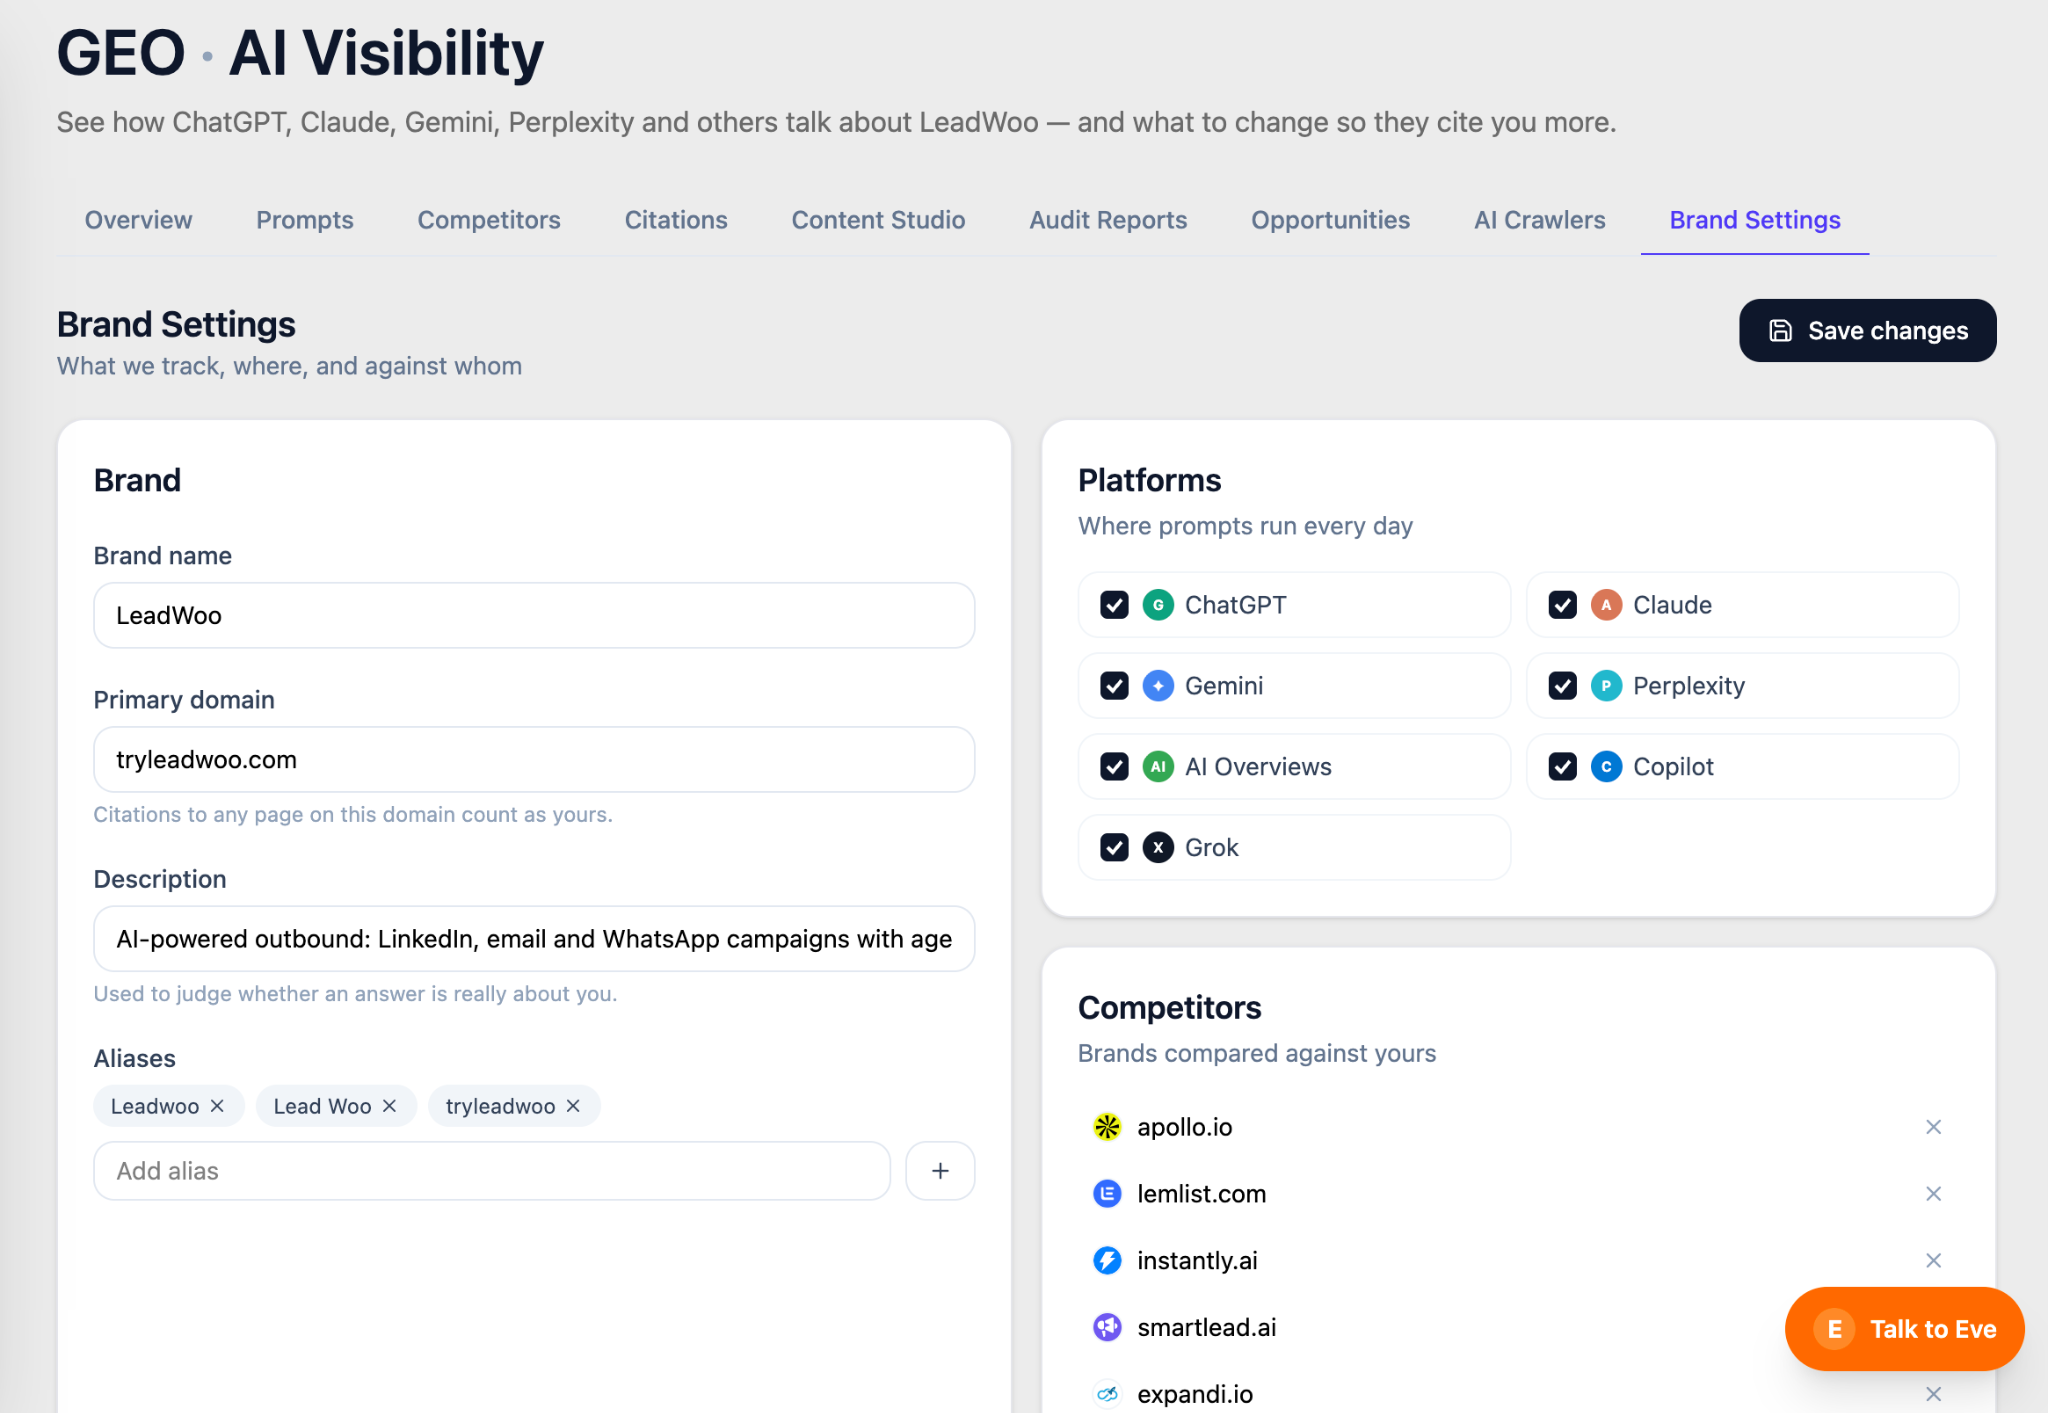 GEO · AI Visibility
See how ChatGPT, Claude, Gemini, Perplexity and others talk about LeadWoo — and what to change so they cite you more.
Overview Prompts Competitors Citations Content Studio Audit Reports Opportunities AI Crawlers Brand Settings
Brand Settings
What we track, where, and against whom
Save changes
Brand
Brand name
LeadWoo
Primary domain
tryleadwoo.com
Citations to any page on this domain count as yours.
Description
AI-powered outbound: LinkedIn, email and WhatsApp campaigns with age
Used to judge whether an answer is really about you.
Aliases
Leadwoo × Lead Woo × tryleadwoo ×
Add alias +
Platforms
Where prompts run every day
G ChatGPT
A Claude
Gemini
P Perplexity
AI AI Overviews
C Copilot
X Grok
Competitors
Brands compared against yours
apollo.io ×
lemlist.com ×
instantly.ai ×
smartlead.ai
expandi.io ×
E Talk to Eve